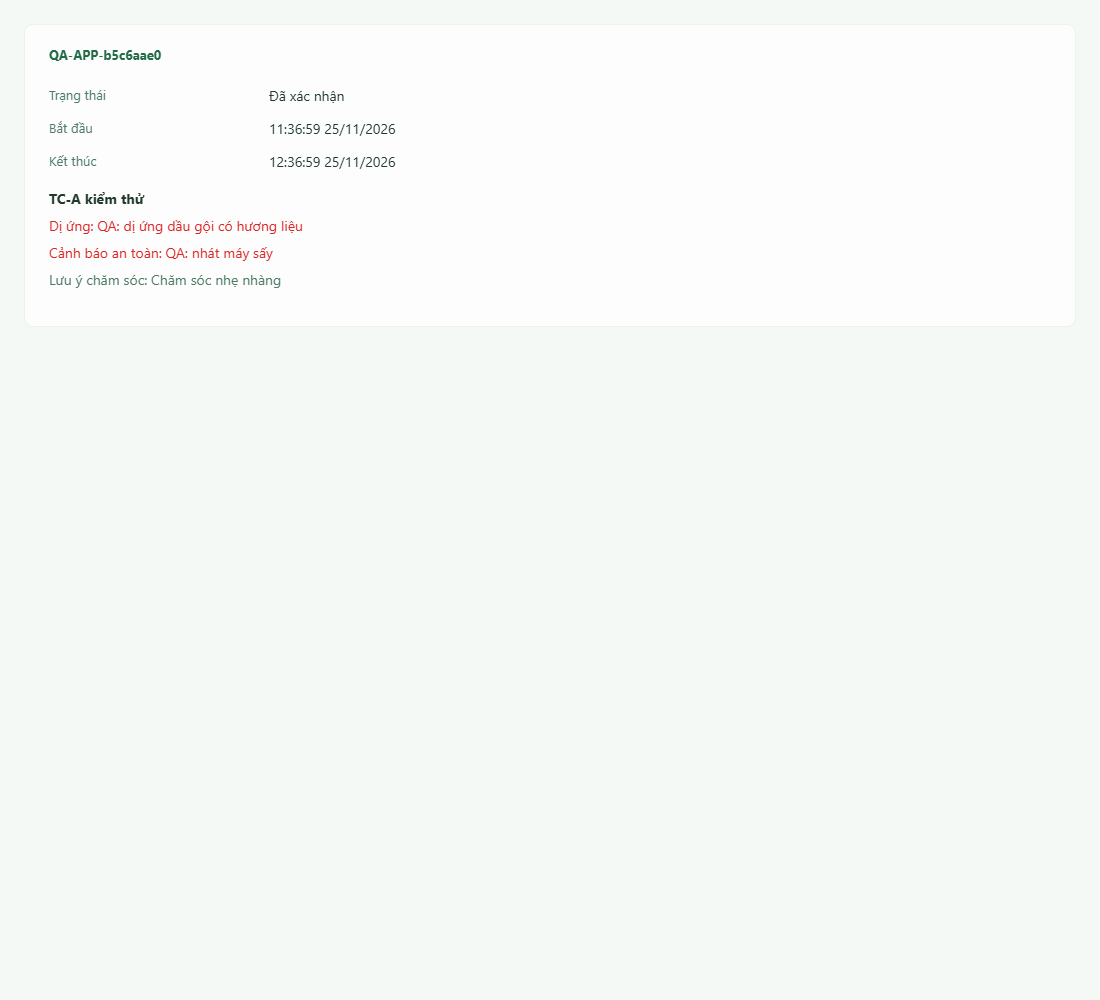 QA-APP-b5c6aae0
Trạng thái Đã xác nhận
Bắt đầu 11:36:59 25/11/2026
Kết thúc 12:36:59 25/11/2026
TC-A kiểm thử
Dị ứng: QA: dị ứng dầu gội có hương liệu
Cảnh báo an toàn: QA: nhát máy sấy
Lưu ý chăm sóc: Chăm sóc nhẹ nhàng